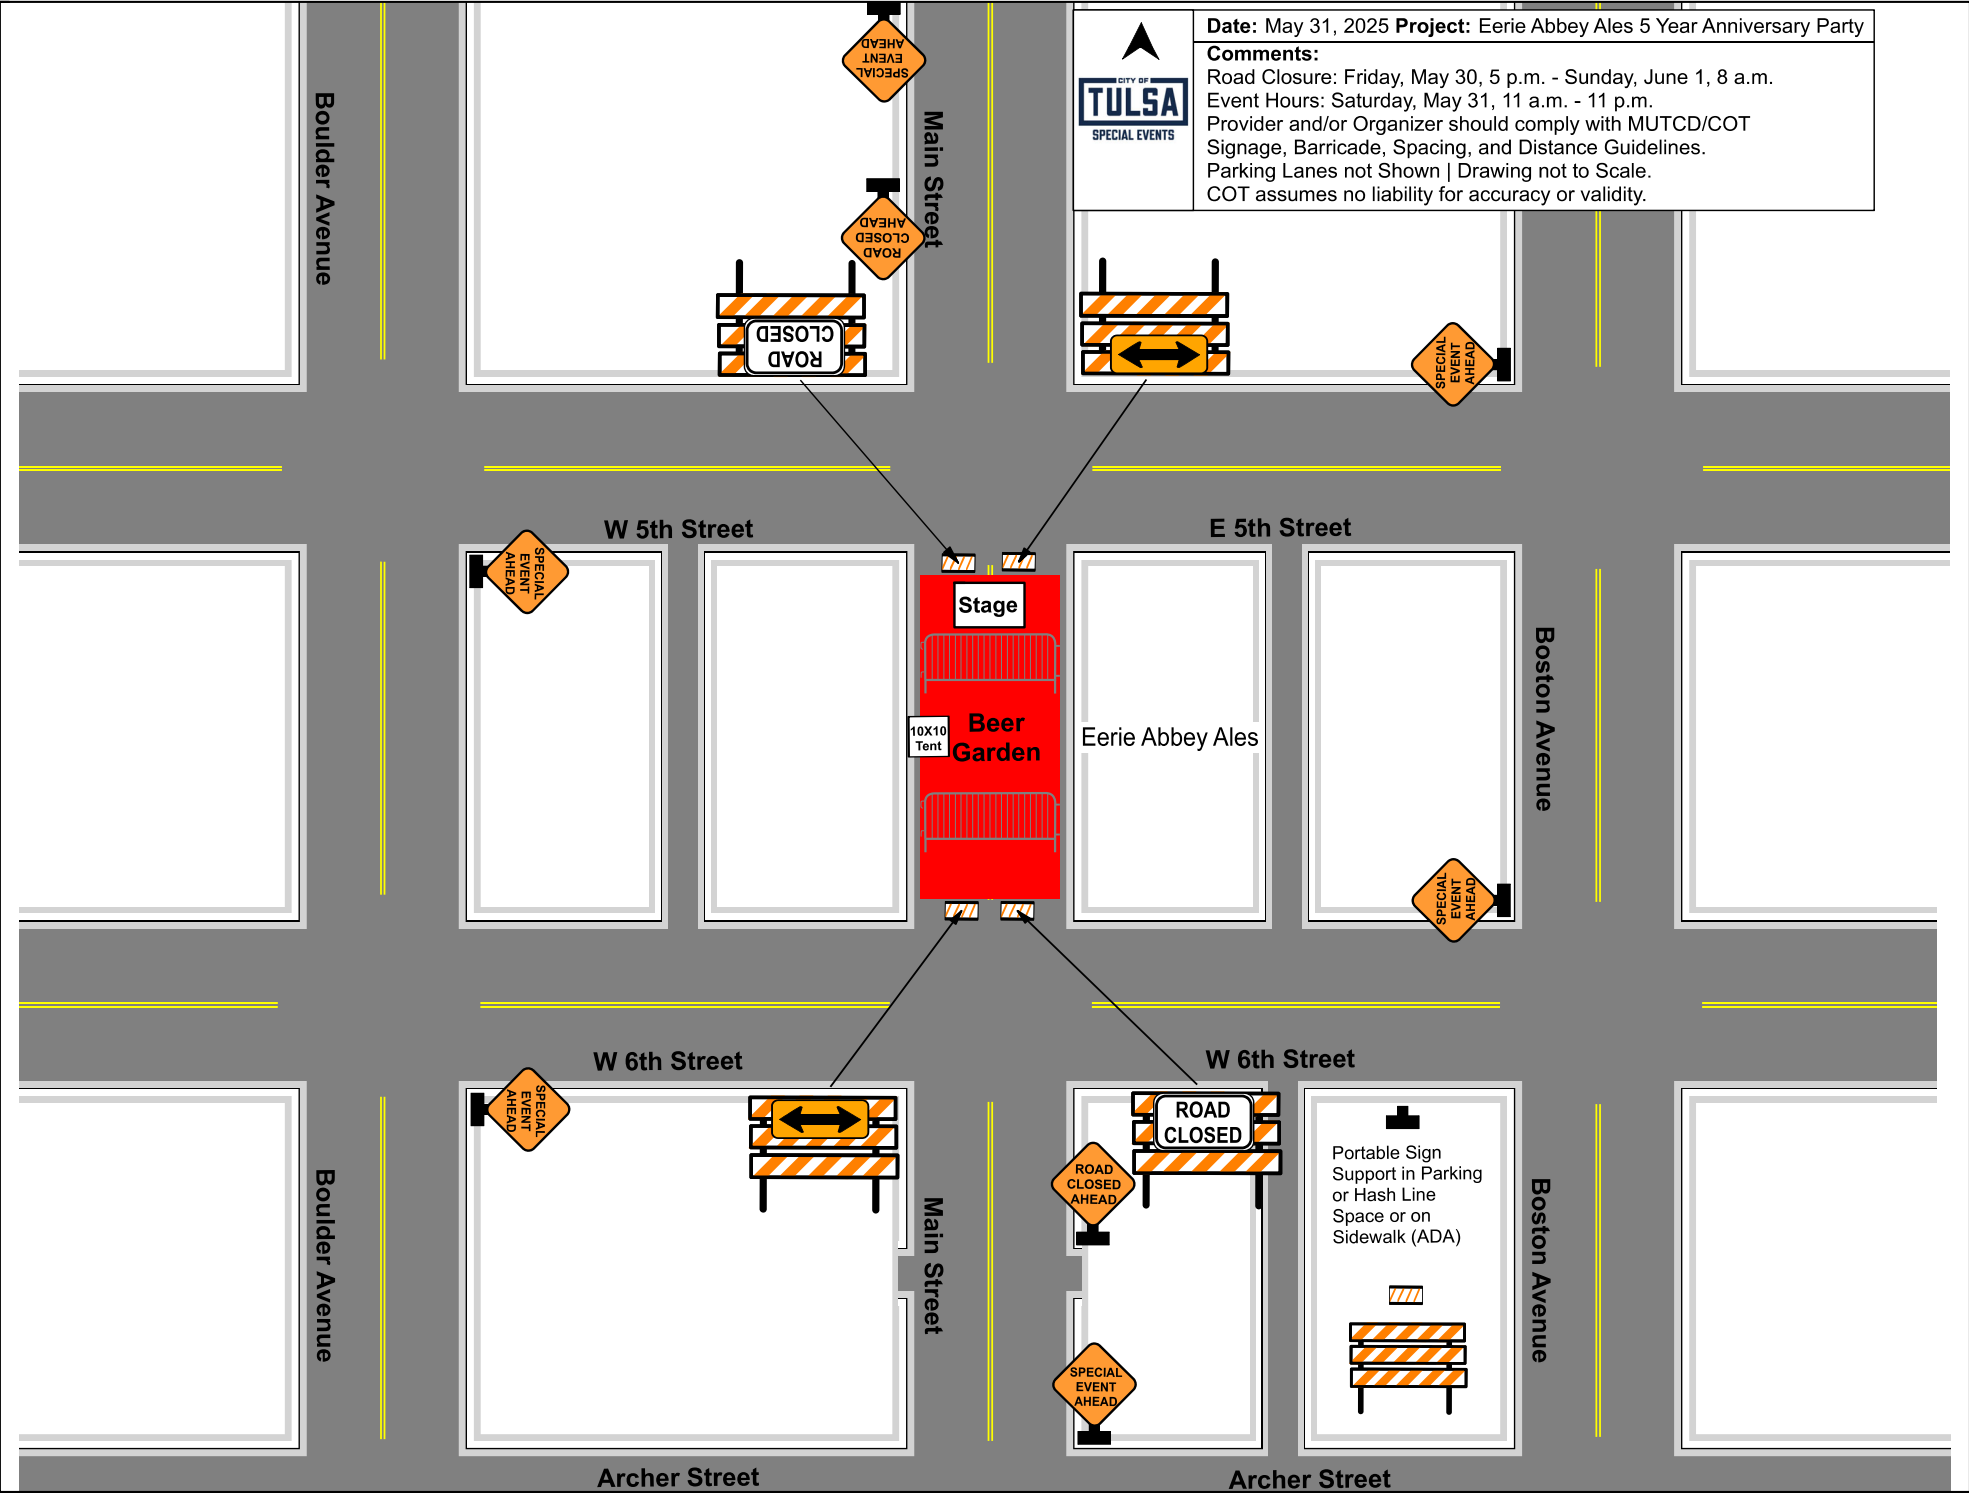 Date: May 31, 2025 Project: Eerie Abbey Ales 5 Year Anniversary Party
Comments:
Road Closure: Friday, May 30, 5 p.m. - Sunday, June 1, 8 a.m.
Event Hours: Saturday, May 31, 11 a.m. - 11 p.m.
Provider and/or Organizer should comply with MUTCD/COT
Signage, Barricade, Spacing, and Distance Guidelines.
Parking Lanes not Shown | Drawing not to Scale.
COT assumes no liability for accuracy or validity.
CITY OF
TULSA
SPECIAL EVENTS
SPECIAL
EVENT
AHEAD
Boulder Avenue
Main Street
ROAD
CLOSED
AHEAD
ROAD
CLOSED
SPECIAL
EVENT
AHEAD
W 5th Street
E 5th Street
SPECIAL
EVENT
AHEAD
Stage
10X10
Tent
Beer
Garden
Eerie Abbey Ales
Boston Avenue
SPECIAL
EVENT
AHEAD
W 6th Street
W 6th Street
SPECIAL
EVENT
AHEAD
ROAD
CLOSED
ROAD
CLOSED
AHEAD
Portable Sign
Support in Parking
or Hash Line
Space or on
Sidewalk (ADA)
Boulder Avenue
Main Street
Boston Avenue
SPECIAL
EVENT
AHEAD
Archer Street
Archer Street